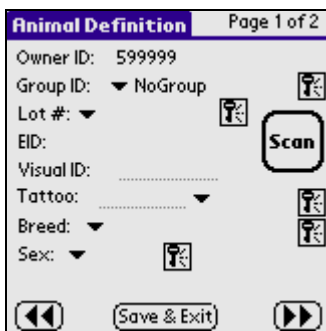 Animal Definition Page 1 of 2
Owner ID: 599999
Group ID: NoGroup
Lot #:
EID: Scan
Visual ID:
Tattoo:
Breed:
Sex:
Save & Exit